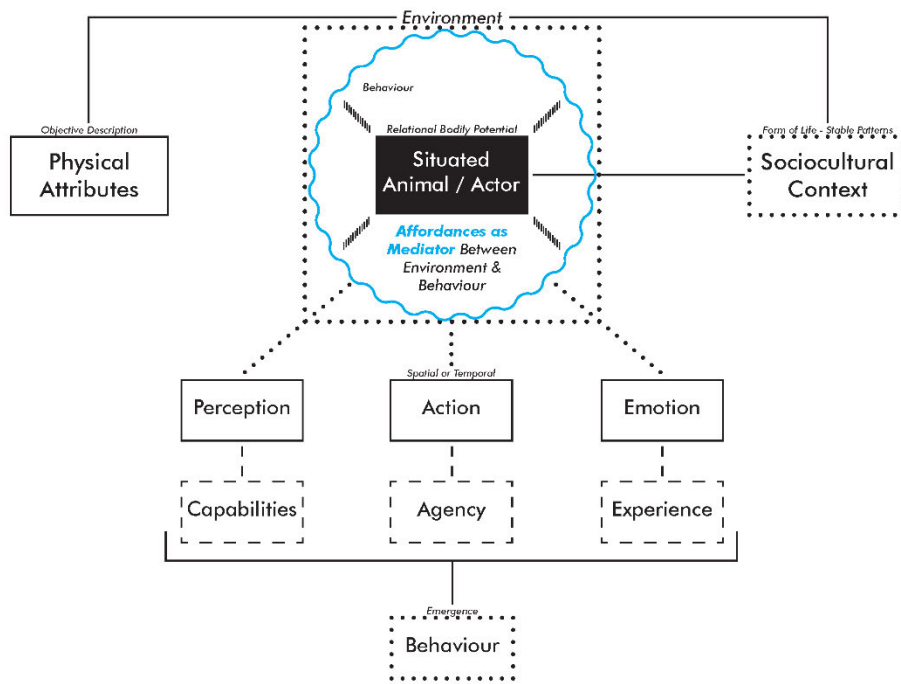 Environment
Behaviour
Objective Description
Physical
Attributes
Relational Bodily Potential
Situated
Animal / Actor
Form of Life - Stable Patterns
Sociocultural
Context
Affordances as
Mediator Between
Environment &
Behaviour
Spatial or Temporal
Perception
Action
Emotion
Capabilities
Agency
Experience
Emergence
Behaviour